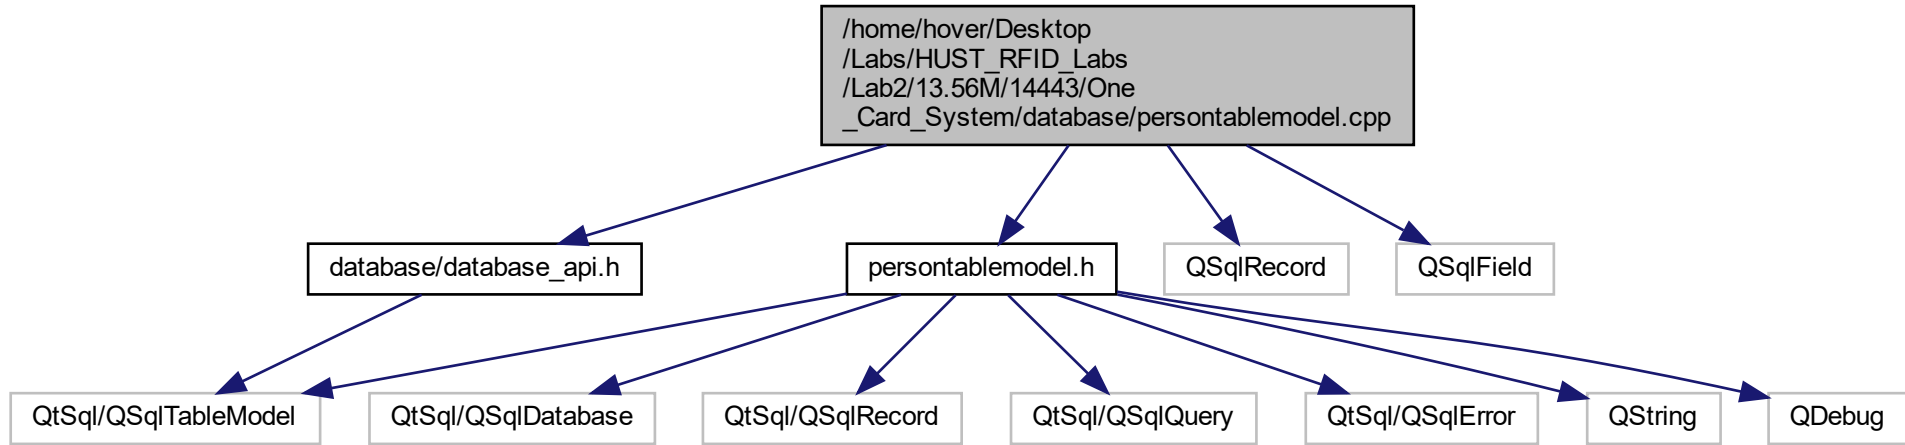 /home/hover/Desktop
/Labs/HUST_RFID_Labs
/Lab2/13.56M/14443/One
_Card_System/database/persontablemodel.cpp
database/database_api.h
persontablemodel.h
QSqlRecord
QSqlField
QtSql/QSqlTableModel
QtSql/QSqlDatabase
QtSql/QSqlRecord
QtSql/QSqlQuery
QtSql/QSqlError
QString
QDebug